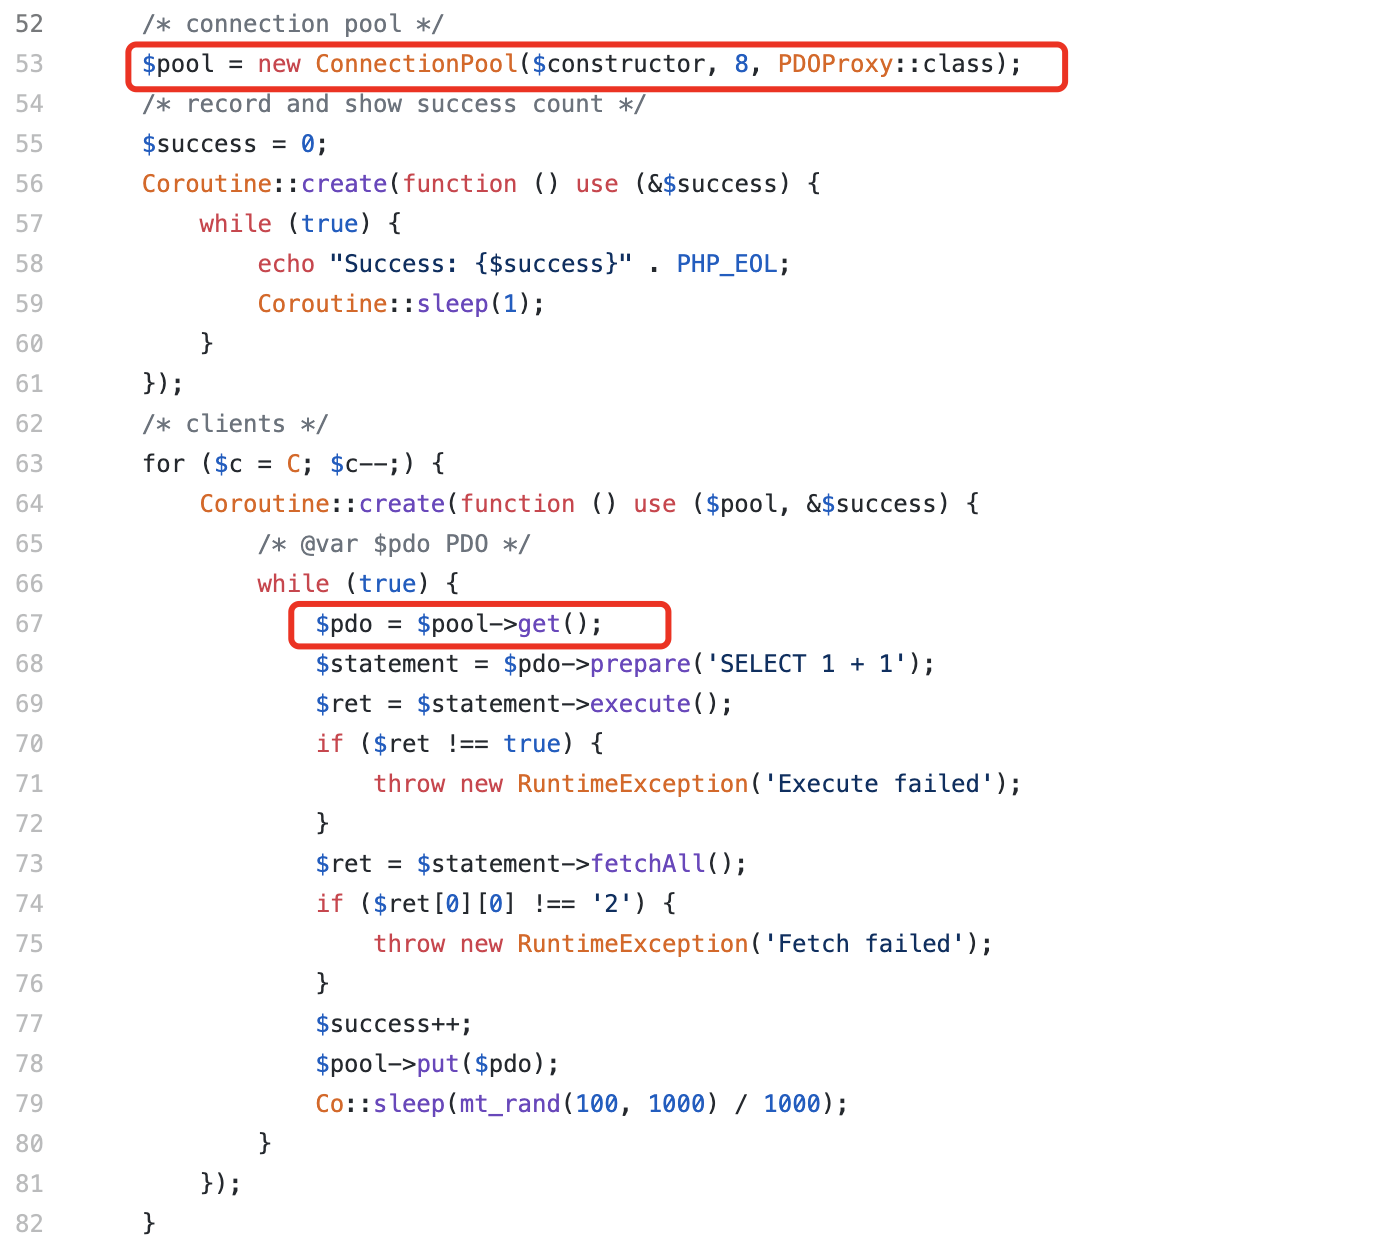 52 /* connection pool */
53 $pool = new ConnectionPool($constructor, 8, PDOProxy::class);
54 /* record and show success count */
55 $success = 0;
56 Coroutine::create(function () use (&$success) {
57 while (true) {
58 echo "Success: {$success}" . PHP_EOL;
59 Coroutine::sleep(1);
60 }
61 });
62 /* clients */
63 for ($c = C; $c--;) {
64 Coroutine::create(function () use ($pool, &$success) {
65 /* @var $pdo PDO */
66 while (true) {
67 $pdo = $pool->get();
68 $statement = $pdo->prepare('SELECT 1 + 1');
69 $ret = $statement->execute();
70 if ($ret !== true) {
71 throw new RuntimeException('Execute failed');
72 }
73 $ret = $statement->fetchAll();
74 if ($ret[0][0] !== '2') {
75 throw new RuntimeException('Fetch failed');
76 }
77 $success++;
78 $pool->put($pdo);
79 Co::sleep(mt_rand(100, 1000) / 1000);
80 }
81 });
82 }